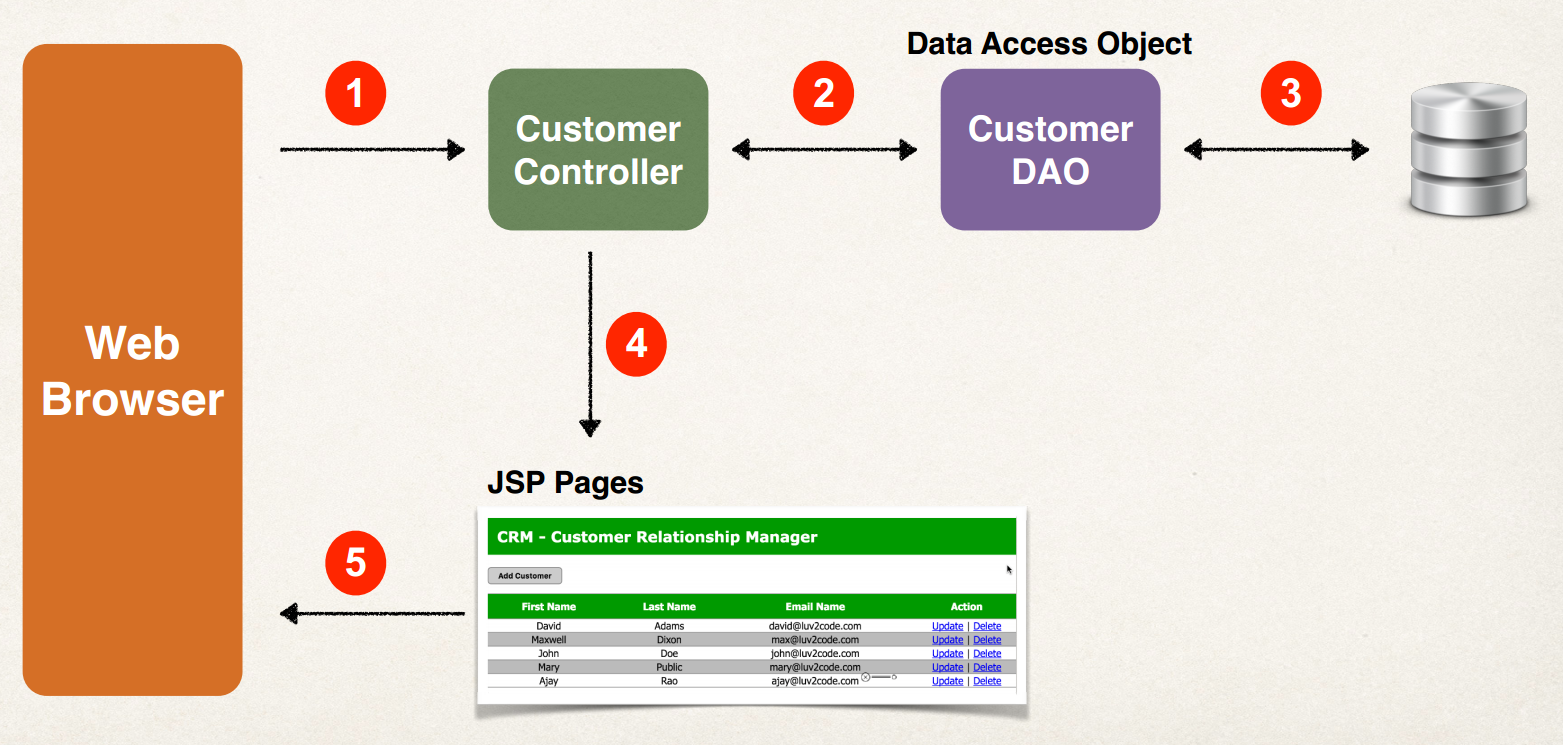 Data Access Object
1
2
3
Customer
Controller
Customer
DAO
Web
Browser
4
JSP Pages
CRM - Customer Relationship Manager
Add Customer
First Name Last Name Email Name Action
David Adams david@luv2code.com Update | Delete
Maxwell Dixon max@luv2code.com Update | Delete
John Doe john@luv2code.com Update | Delete
Mary Public mary@luv2code.com Update | Delete
Ajay Rao ajay@luv2code.com Update | Delete
5